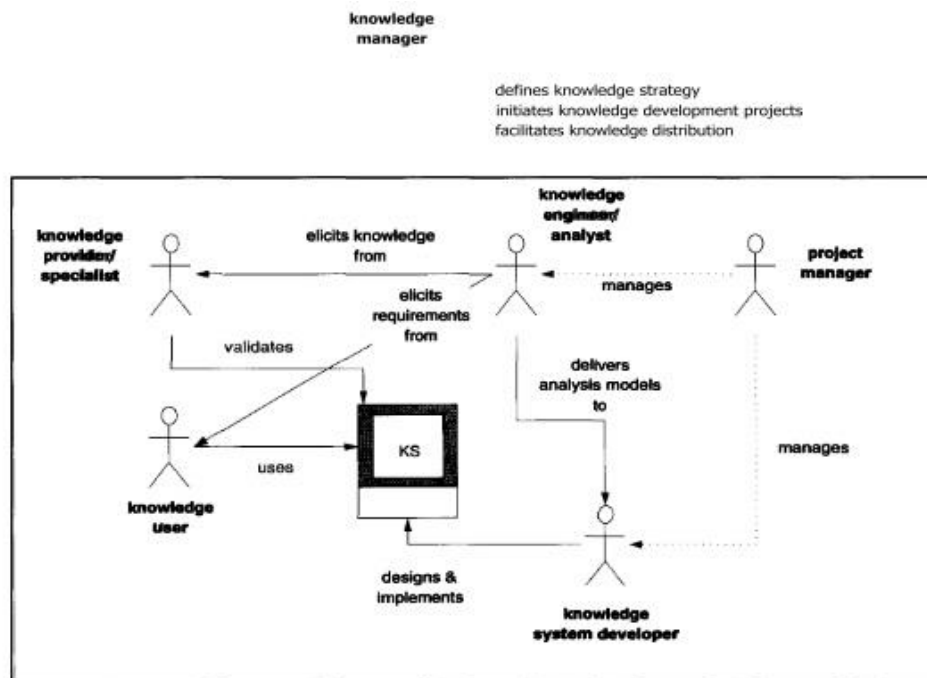 knowledge
manager
defines knowledge strategy
initiates knowledge development projects
facilitates knowledge distribution
knowledge
provider/
specialist
elicits knowledge
from
knowledge
engineer/
analyst
project
manager
manages
elicits
requirements
from
validates
delivers
analysis models
to
KS
uses
manages
knowledge
user
designs &
implements
knowledge
system developer